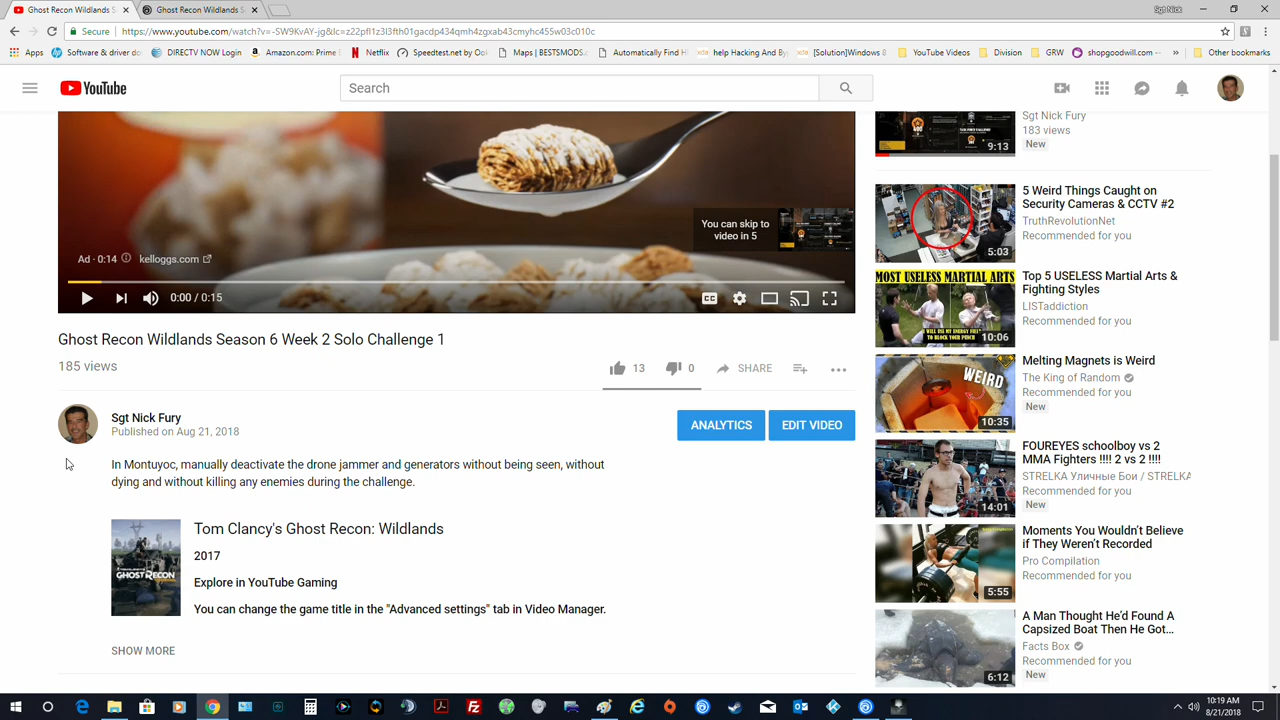 Ghost Recon Wildlands S
Ghost Recon Wildlands S
Sgt Nick
Secure
https://www.youtube.com/watch?v=-SW9KvAY-jg&lc=z22pfl1z3l3fth01gacdp434qmh4zgxab43cmyhc455w03c010c
Apps
Software & driver do
DIRECTV NOW Login
Amazon.com: Prime
Netflix
Speedtest.net by Ook
Maps | BESTSMODS.
Automatically Find H
help Hacking And By
[Solution]Windows 8
YouTube Videos
Division
GRW
shopgoodwill.com --
»
Other bookmarks
YouTube
Search
Sgt Nick Fury
183 views
New
9:13
You can skip to
video in 5
Ad · 0:14
kelloggs.com
0:00 / 0:15
CC
Ghost Recon Wildlands Season 6 Week 2 Solo Challenge 1
185 views
13
0
SHARE
Sgt Nick Fury
Published on Aug 21, 2018
ANALYTICS
EDIT VIDEO
In Montuyoc, manually deactivate the drone jammer and generators without being seen, without
dying and without killing any enemies during the challenge.
GHOST RECON
Tom Clancy's Ghost Recon: Wildlands
2017
Explore in YouTube Gaming
You can change the game title in the "Advanced settings" tab in Video Manager.
SHOW MORE
5 Weird Things Caught on
Security Cameras & CCTV #2
TruthRevolutionNet
Recommended for you
5:03
MOST USELESS MARTIAL ARTS
I WILL USE MY ENERGY FIELD
TO BLOCK YOUR PUNCH
10:06
Top 5 USELESS Martial Arts &
Fighting Styles
LISTaddiction
Recommended for you
WEIRD
10:35
Melting Magnets is Weird
The King of Random
Recommended for you
New
14:01
FOUREYES schoolboy vs 2
MMA Fighters !!!! 2 vs 2 !!!!
STRELKA Уличные Бои / STRELKA
Recommended for you
New
5:55
Moments You Wouldn't Believe
if They Weren't Recorded
Pro Compilation
Recommended for you
6:12
A Man Thought He'd Found A
Capsized Boat Then He Got...
Facts Box
Recommended for you
New
10:19 AM
8/21/2018